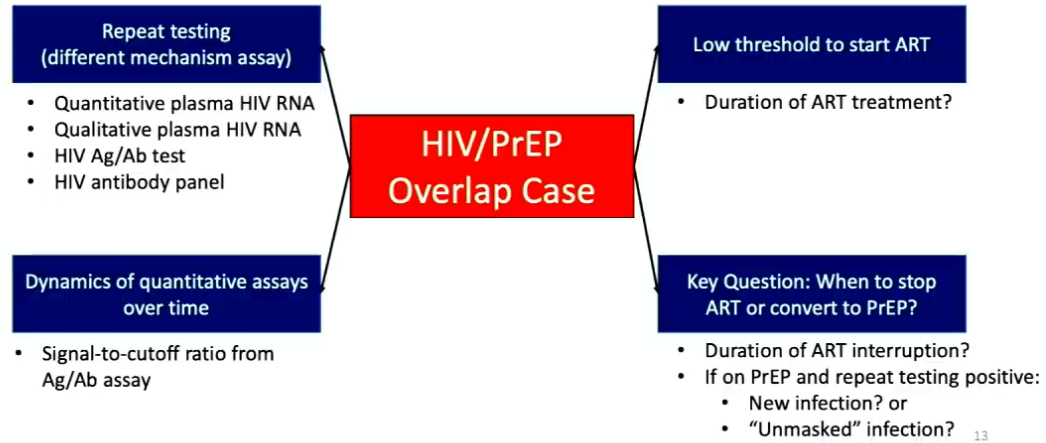 Repeat testing
(different mechanism assay)
• Quantitative plasma HIV RNA
• Qualitative plasma HIV RNA
• HIV Ag/Ab test
• HIV antibody panel
Dynamics of quantitative assays
over time
• Signal-to-cutoff ratio from
Ag/Ab assay
HIV/PrEP
Overlap Case
Low threshold to start ART
• Duration of ART treatment?
Key Question: When to stop
ART or convert to PrEP?
• Duration of ART interruption?
• If on PrEP and repeat testing positive:
• New infection? or
• “Unmasked” infection?
13